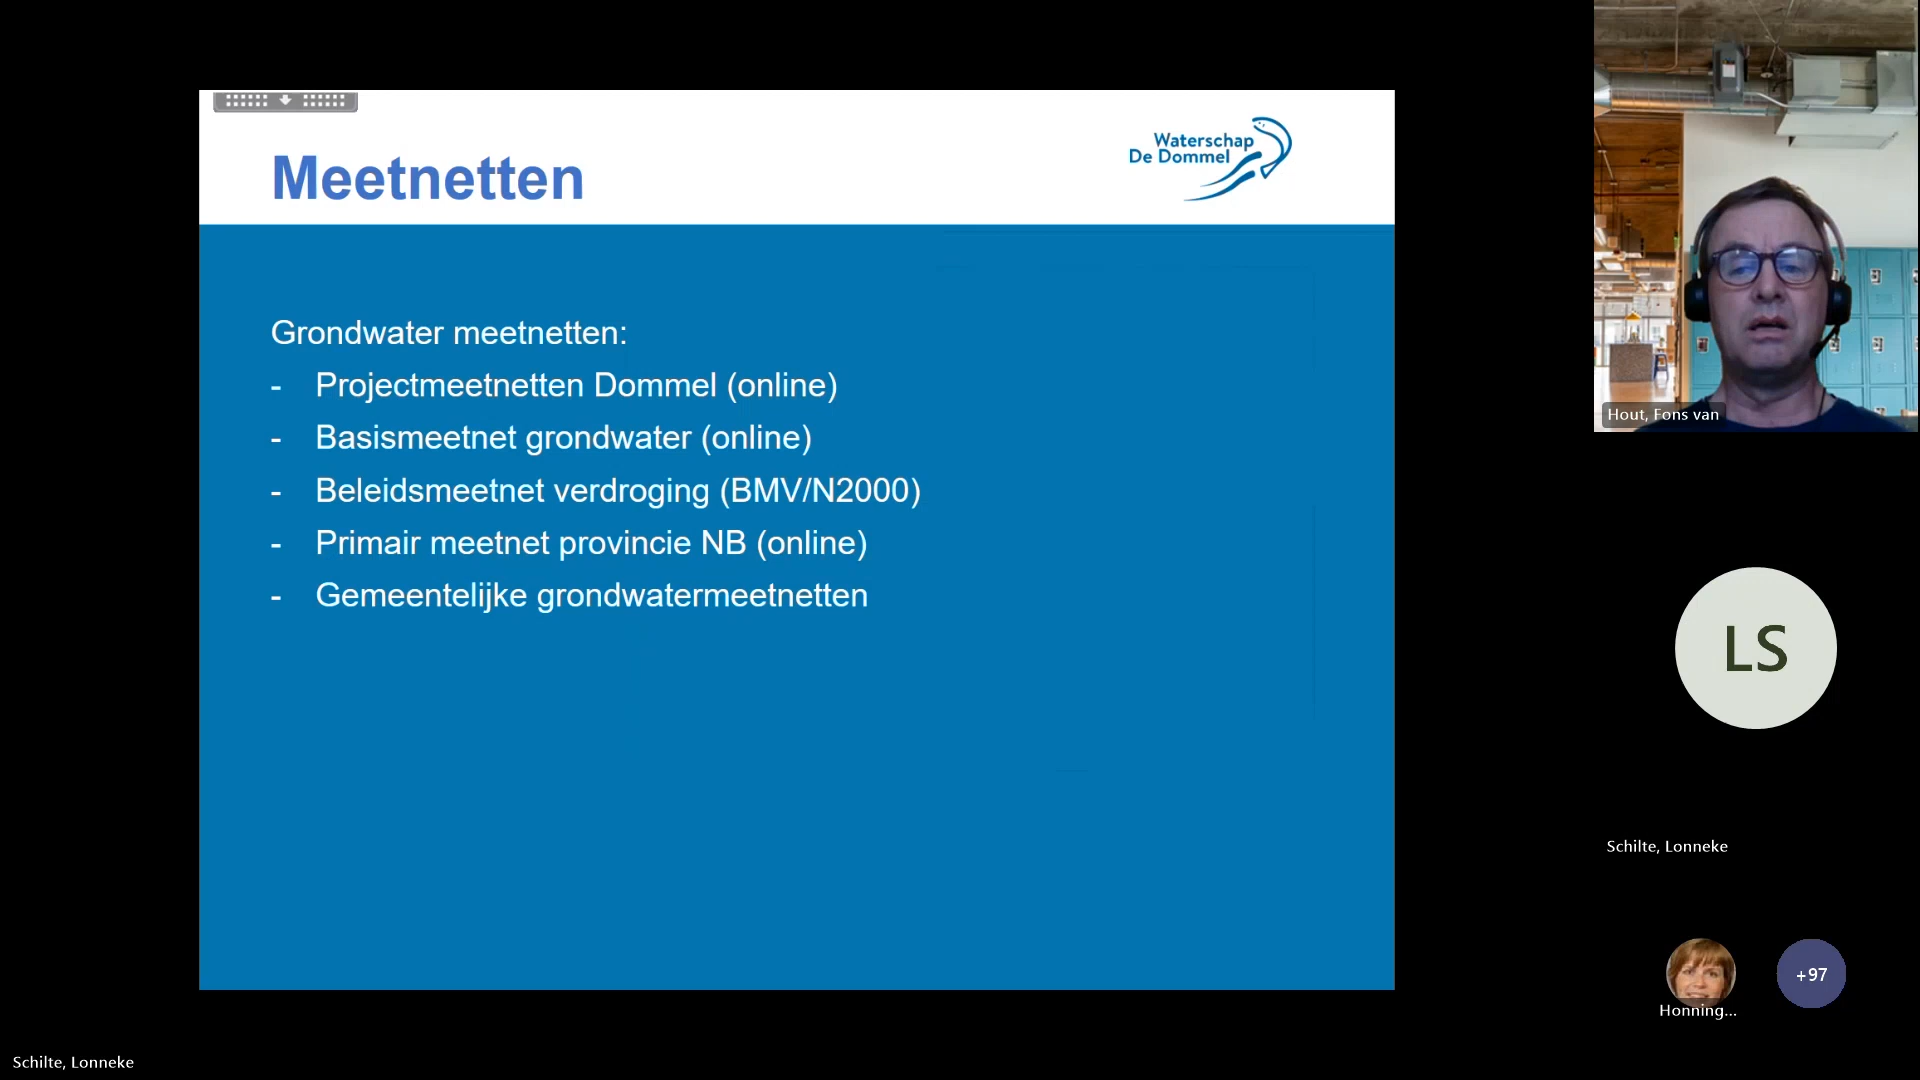 Meetnetten
Waterschap
De Dommel
Grondwater meetnetten:
- Projectmeetnetten Dommel (online)
- Basismeetnet grondwater (online)
- Beleidsmeetnet verdroging (BMV/N2000)
- Primair meetnet provincie NB (online)
- Gemeentelijke grondwatermeetnetten
Hout, Fons van
LS
Schilte, Lonneke
Honning...
+97
Schilte, Lonneke